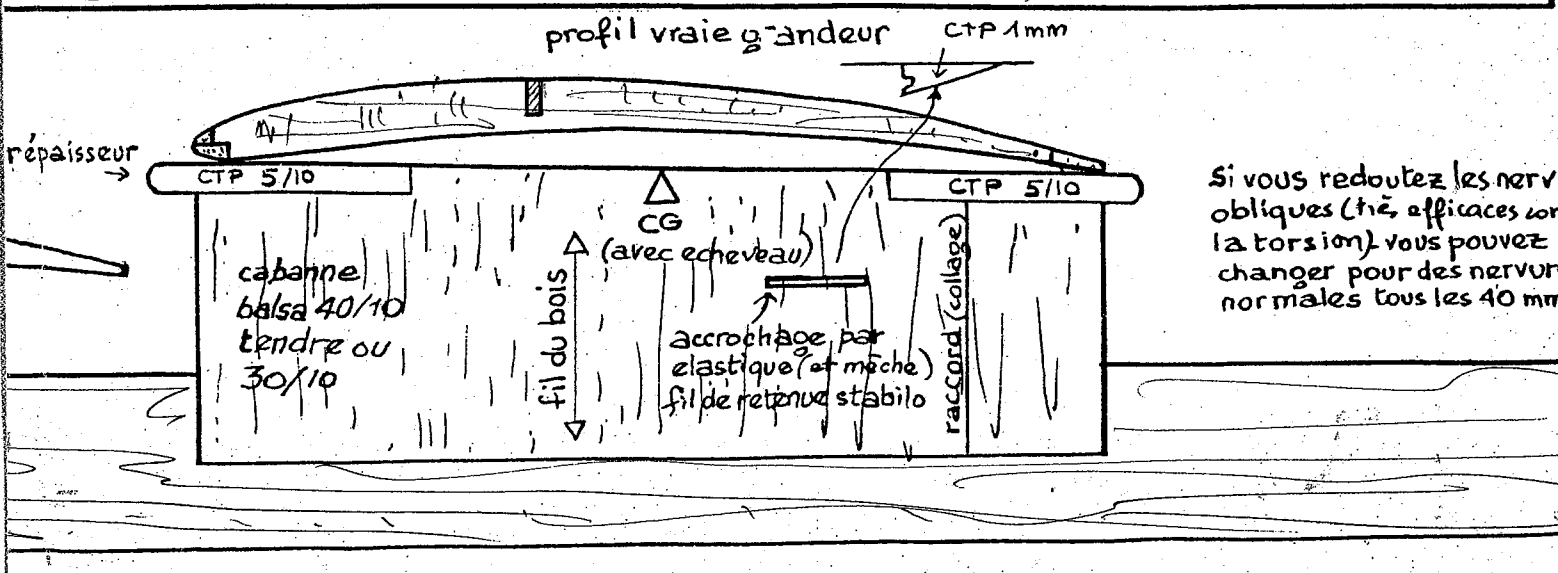 profil vraie grandeur
CTP 1mm
répaisseur
CTP 5/10
CTP 5/10
CG
(avec echeveau)
cabanne
balsa 40/10
tendre ou
30/10
fil du bois
accrochage par
elastique (et mèche)
fil de retenue stabilo
raccord (collage)
Si vous redoutez les nerv
obliques (très efficaces con
la torsion) vous pouvez
changer pour des nervur
normales tous les 40 mm